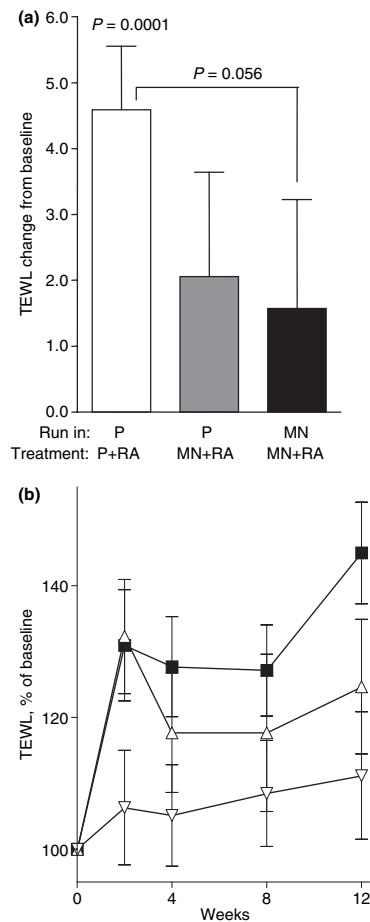 (a)
6.0
P = 0.0001
P = 0.056
5.0
4.0
3.0
2.0
1.0
0.0
TEWL change from baseline
Run in: P P MN
Treatment: P+RA MN+RA MN+RA
(b)
140
120
100
TEWL, % of baseline
0 4 8 12
Weeks